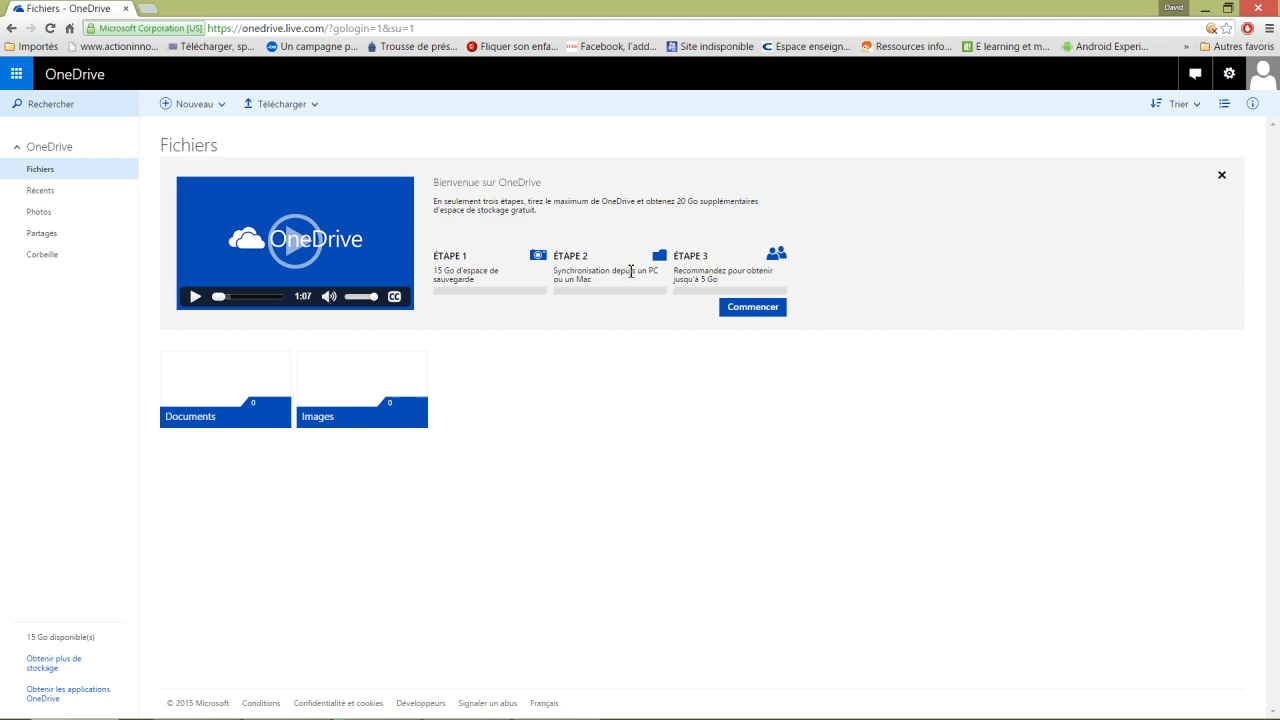 Fichiers - OneDrive
David
Microsoft Corporation [US] https://onedrive.live.com/?gologin=1&su=1
Importés www.actioninno... Télécharger, sp... Un campagne p... Trousse de prés... Fliquer son enfa... Facebook, l'add... Site indisponible Espace enseign... Ressources info... E learning et m... Android Experi... » Autres favoris
OneDrive
Rechercher Nouveau Télécharger Trier
OneDrive
Fichiers
Récents
Photos
Partagés
Corbeille
Fichiers
OneDrive
1:07 CC
Bienvenue sur OneDrive
En seulement trois étapes, tirez le maximum de OneDrive et obtenez 20 Go supplémentaires
d'espace de stockage gratuit.
ÉTAPE 1
15 Go d'espace de
sauvegarde
ÉTAPE 2
Synchronisation depuis un PC
ou un Mac
ÉTAPE 3
Recommandez pour obtenir
jusqu'à 5 Go
Commencer
Documents 0
Images 0
15 Go disponible(s)
Obtenir plus de
stockage
Obtenir les applications
OneDrive
© 2015 Microsoft Conditions Confidentialité et cookies Développeurs Signaler un abus Français